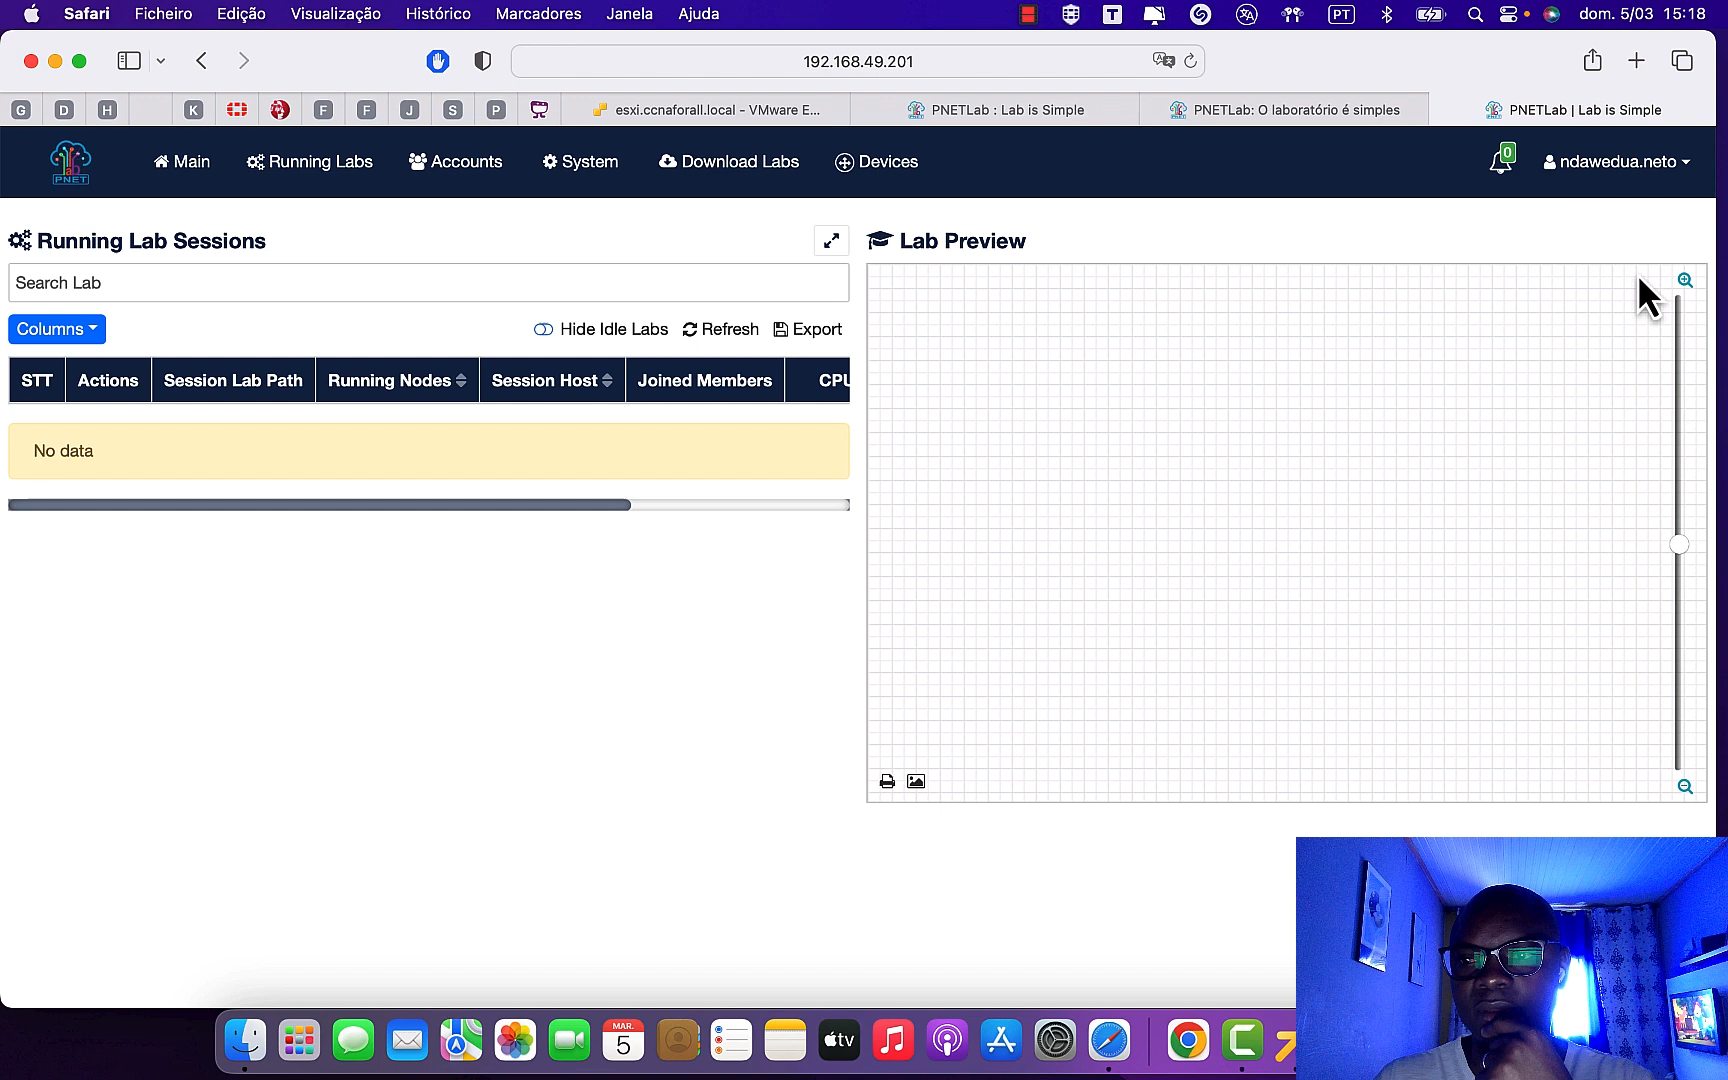 Safari Ficheiro Edição Visualização Histórico Marcadores Janela Ajuda T PT dom. 5/03 15:18
192.168.49.201
G D H K F F J S P esxi.ccnaforall.local - VMware E... PNETLab : Lab is Simple PNETLab: O laboratório é simples PNETLab | Lab is Simple
PNET Main Running Labs Accounts System Download Labs Devices 0 ndawedua.neto
Running Lab Sessions
Search Lab
Columns Hide Idle Labs Refresh Export
STT Actions Session Lab Path Running Nodes Session Host Joined Members CPU
No data
Lab Preview
MAR.
5
tv